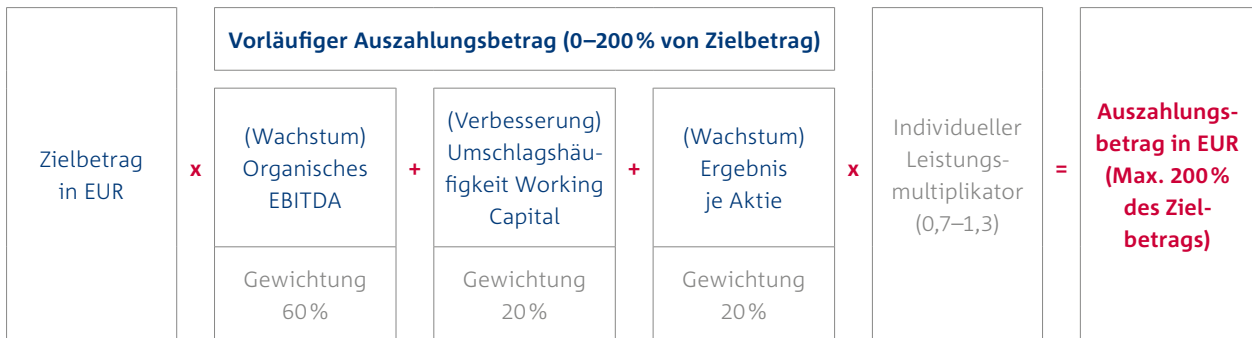 Vorläufiger Auszahlungsbetrag (0–200 % von Zielbetrag)
Zielbetrag
in EUR
x
(Wachstum)
Organisches
EBITDA
Gewichtung
60 %
+
(Verbesserung)
Umschlagshäu-
figkeit Working
Capital
Gewichtung
20 %
+
(Wachstum)
Ergebnis
je Aktie
Gewichtung
20 %
x
Individueller
Leistungs-
multiplikator
(0,7–1,3)
=
Auszahlungs-
betrag in EUR
(Max. 200 %
des Ziel-
betrags)